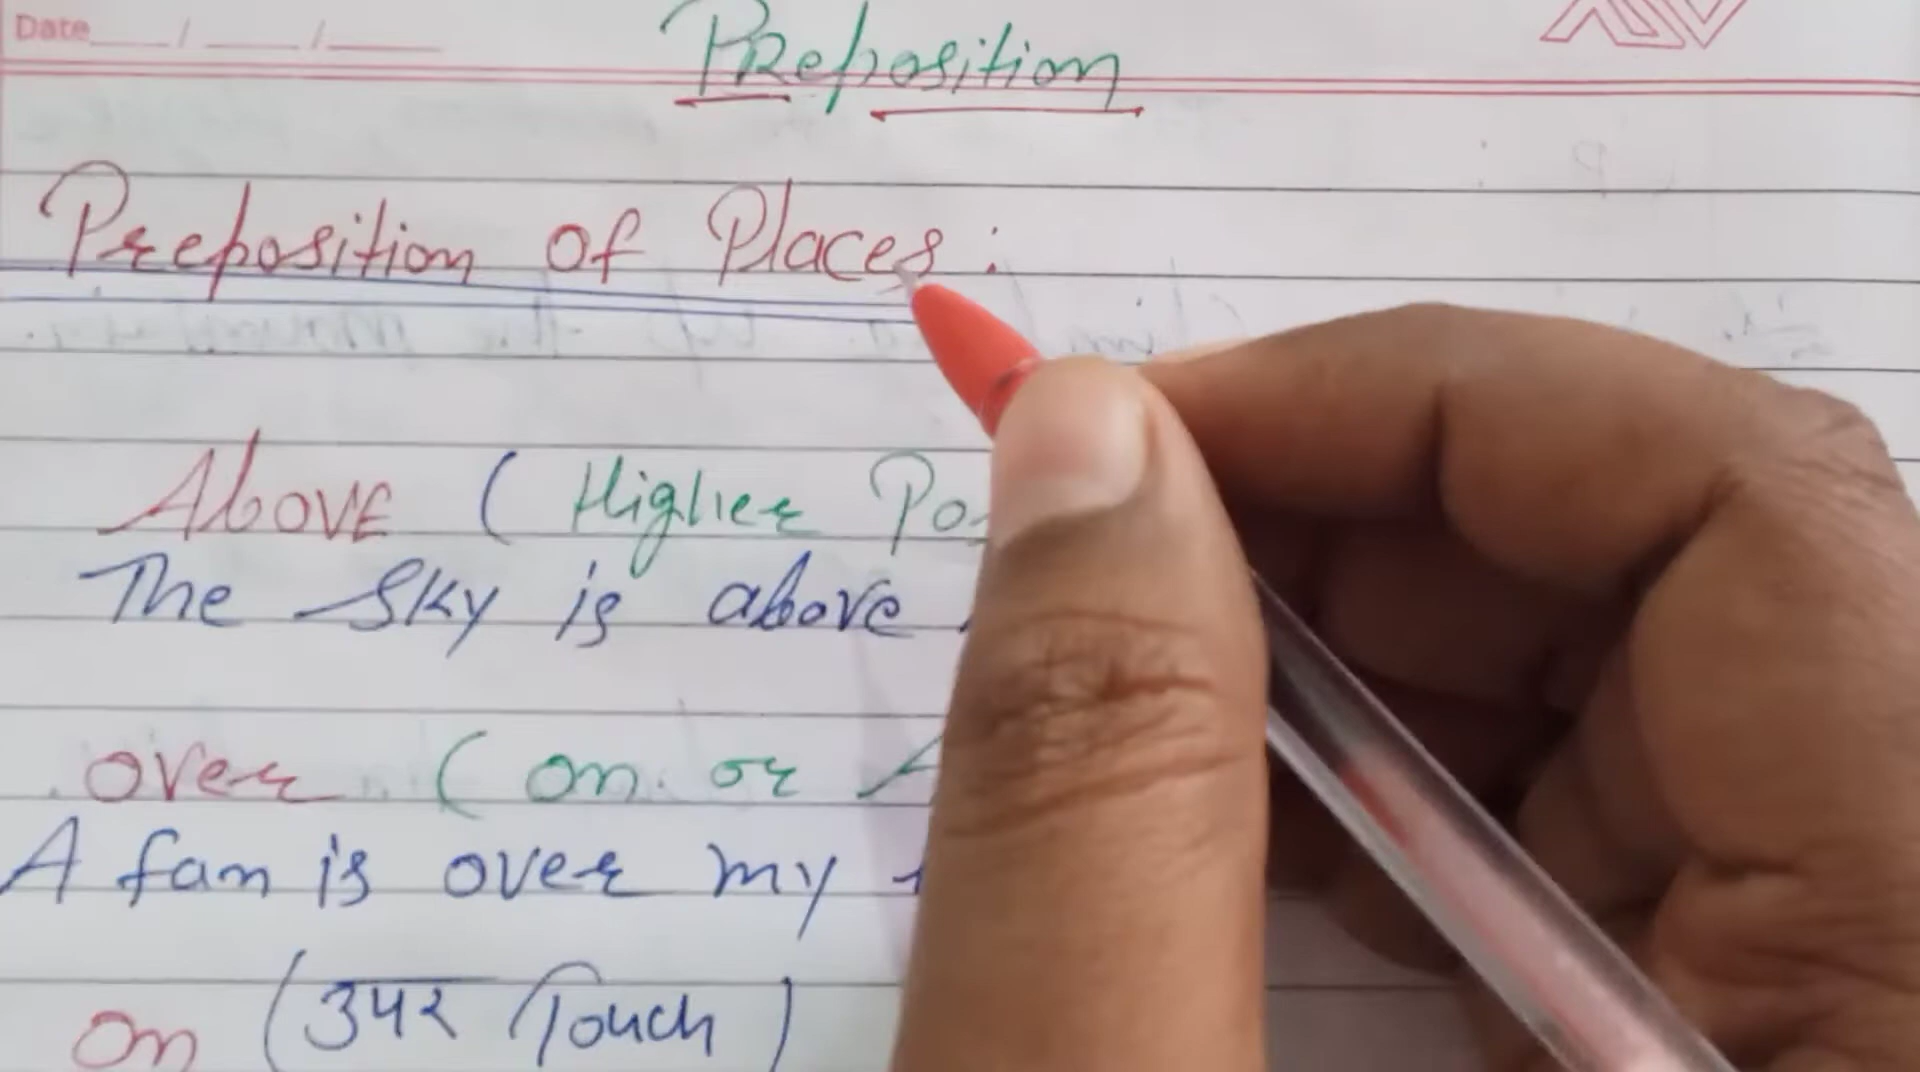 Date
Preposition
Preposition of Places:
Above (Higher
The Sky is above
over (on or
A fan is over my
on (उपर Touch)